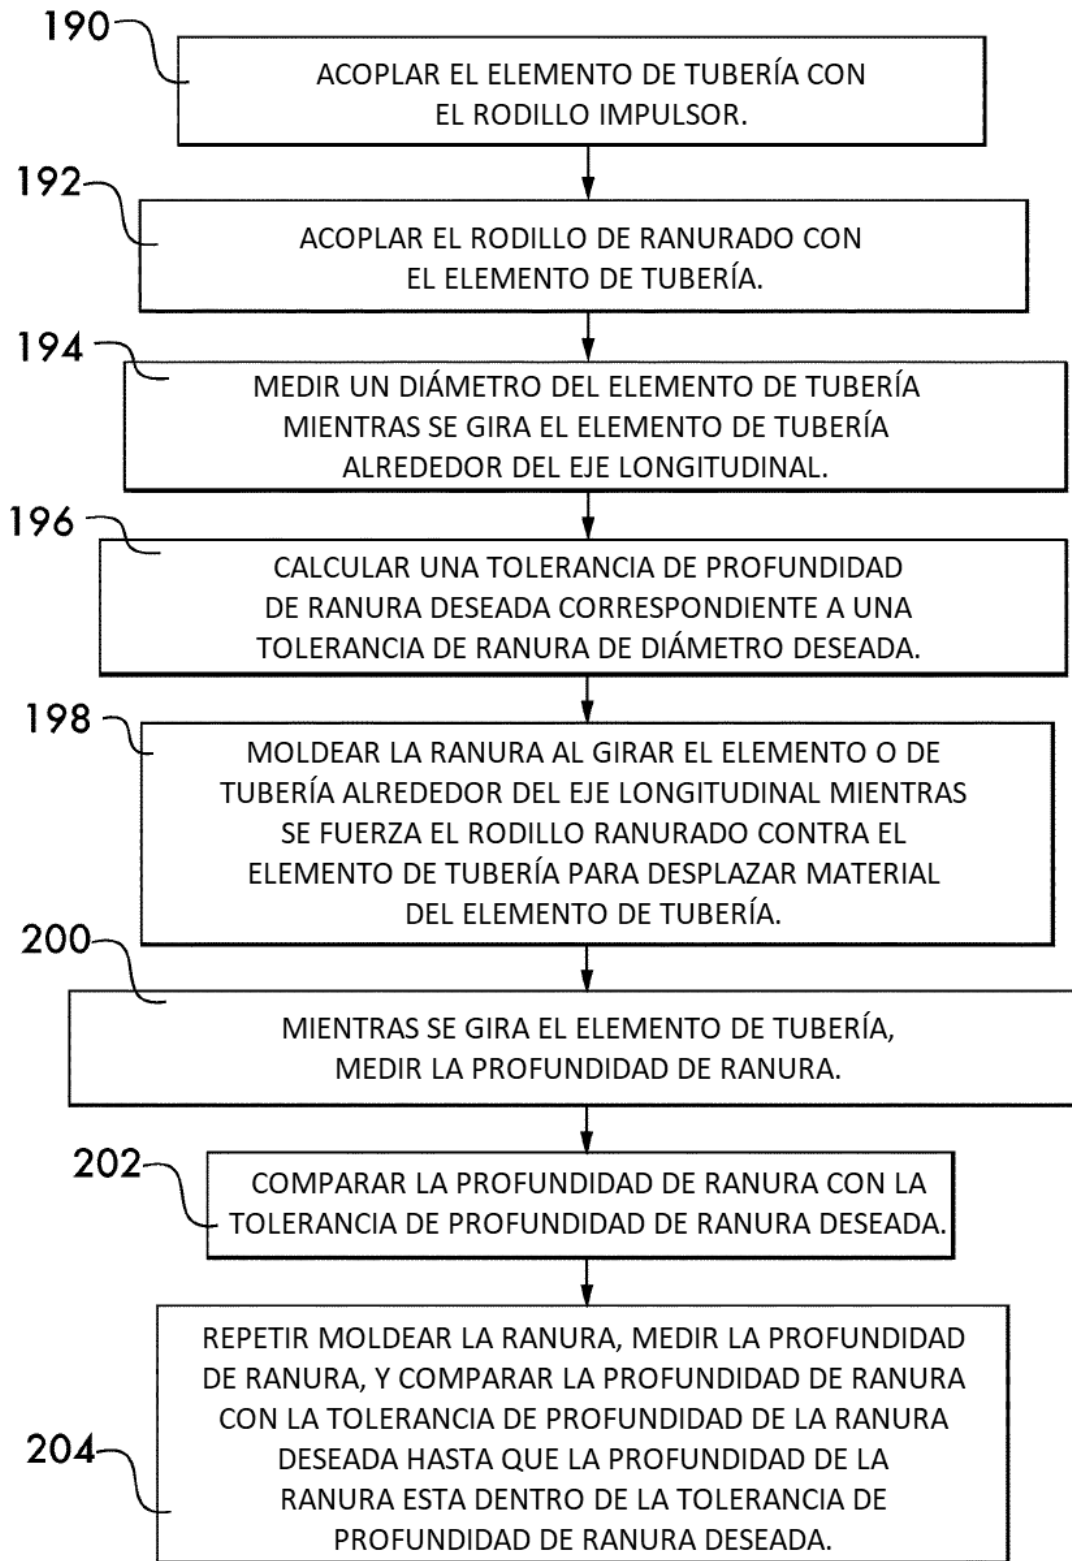 190
ACOPLAR EL ELEMENTO DE TUBERÍA CON
EL RODILLO IMPULSOR.
192
ACOPLAR EL RODILLO DE RANURADO CON
EL ELEMENTO DE TUBERÍA.
194
MEDIR UN DIÁMETRO DEL ELEMENTO DE TUBERÍA
MIENTRAS SE GIRA EL ELEMENTO DE TUBERÍA
ALREDEDOR DEL EJE LONGITUDINAL.
196
CALCULAR UNA TOLERANCIA DE PROFUNDIDAD
DE RANURA DESEADA CORRESPONDIENTE A UNA
TOLERANCIA DE RANURA DE DIÁMETRO DESEADA.
198
MOLDEAR LA RANURA AL GIRAR EL ELEMENTO O DE
TUBERÍA ALREDEDOR DEL EJE LONGITUDINAL MIENTRAS
SE FUERZA EL RODILLO RANURADO CONTRA EL
ELEMENTO DE TUBERÍA PARA DESPLAZAR MATERIAL
DEL ELEMENTO DE TUBERÍA.
200
MIENTRAS SE GIRA EL ELEMENTO DE TUBERÍA,
MEDIR LA PROFUNDIDAD DE RANURA.
202
COMPARAR LA PROFUNDIDAD DE RANURA CON LA
TOLERANCIA DE PROFUNDIDAD DE RANURA DESEADA.
204
REPETIR MOLDEAR LA RANURA, MEDIR LA PROFUNDIDAD
DE RANURA, Y COMPARAR LA PROFUNDIDAD DE RANURA
CON LA TOLERANCIA DE PROFUNDIDAD DE LA RANURA
DESEADA HASTA QUE LA PROFUNDIDAD DE LA
RANURA ESTA DENTRO DE LA TOLERANCIA DE
PROFUNDIDAD DE RANURA DESEADA.